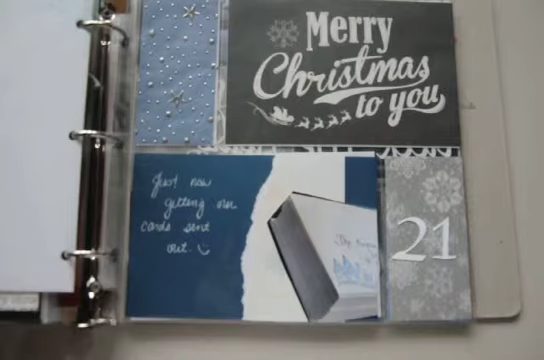 Merry
Christmas
to you
Just now
getting our
cards sent
out. :)
21